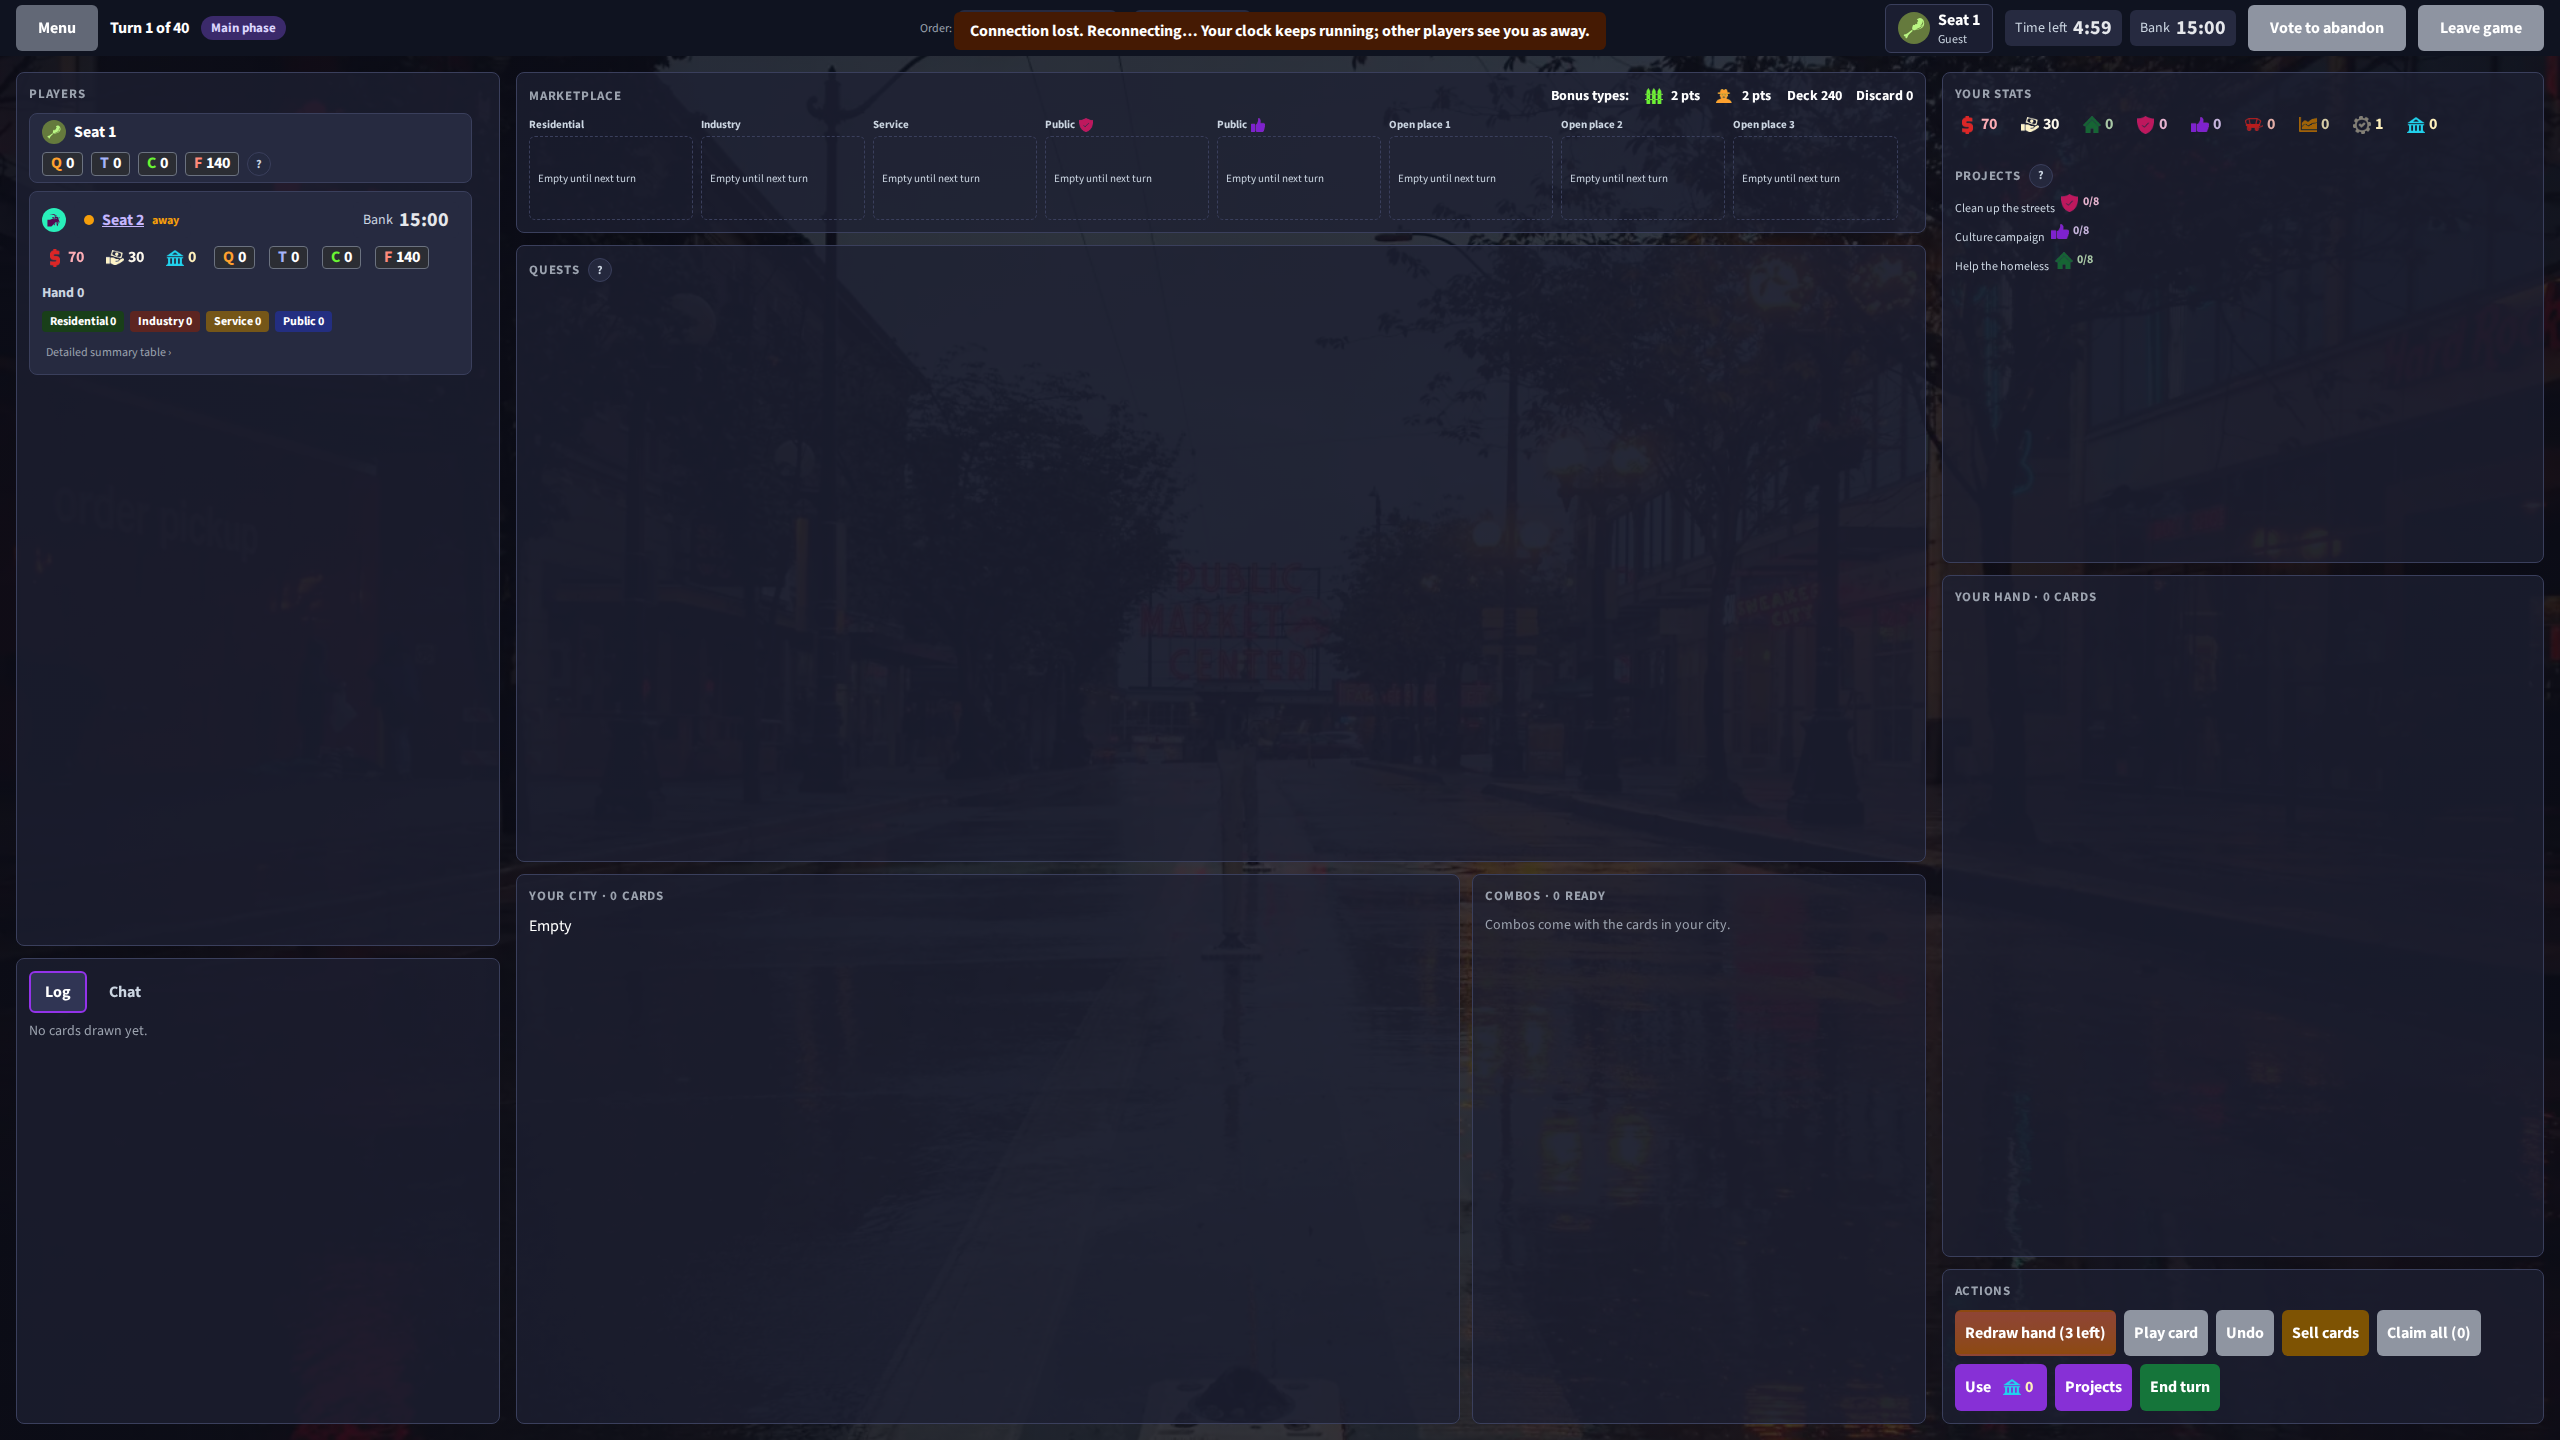 Menu
Turn 1 of 40
Main phase
Order:
Connection lost. Reconnecting... Your clock keeps running; other players see you as away.
Seat 1
Guest
Time left 4:59
Bank 15:00
Vote to abandon
Leave game
PLAYERS
Seat 1
Q 0 T 0 C 0 F 140 ?
Seat 2 away Bank 15:00
70 30 0 Q 0 T 0 C 0 F 140
Hand 0
Residential 0 Industry 0 Service 0 Public 0
Detailed summary table ›
order pickup
Log Chat
No cards drawn yet.
MARKETPLACE
Bonus types: 2 pts 2 pts Deck 240 Discard 0
Residential Industry Service Public Public Open place 1 Open place 2 Open place 3
Empty until next turn Empty until next turn Empty until next turn Empty until next turn Empty until next turn Empty until next turn Empty until next turn Empty until next turn
QUESTS ?
PUBLIC
MARKET
CENTER
SNEAKER
CITY
YOUR CITY · 0 CARDS
Empty
COMBOS · 0 READY
Combos come with the cards in your city.
YOUR STATS
70 30 0 0 0 0 0 1 0
PROJECTS ?
Clean up the streets 0/8
Culture campaign 0/8
Help the homeless 0/8
YOUR HAND · 0 CARDS
ACTIONS
Redraw hand (3 left) Play card Undo Sell cards Claim all (0)
Use 0 Projects End turn